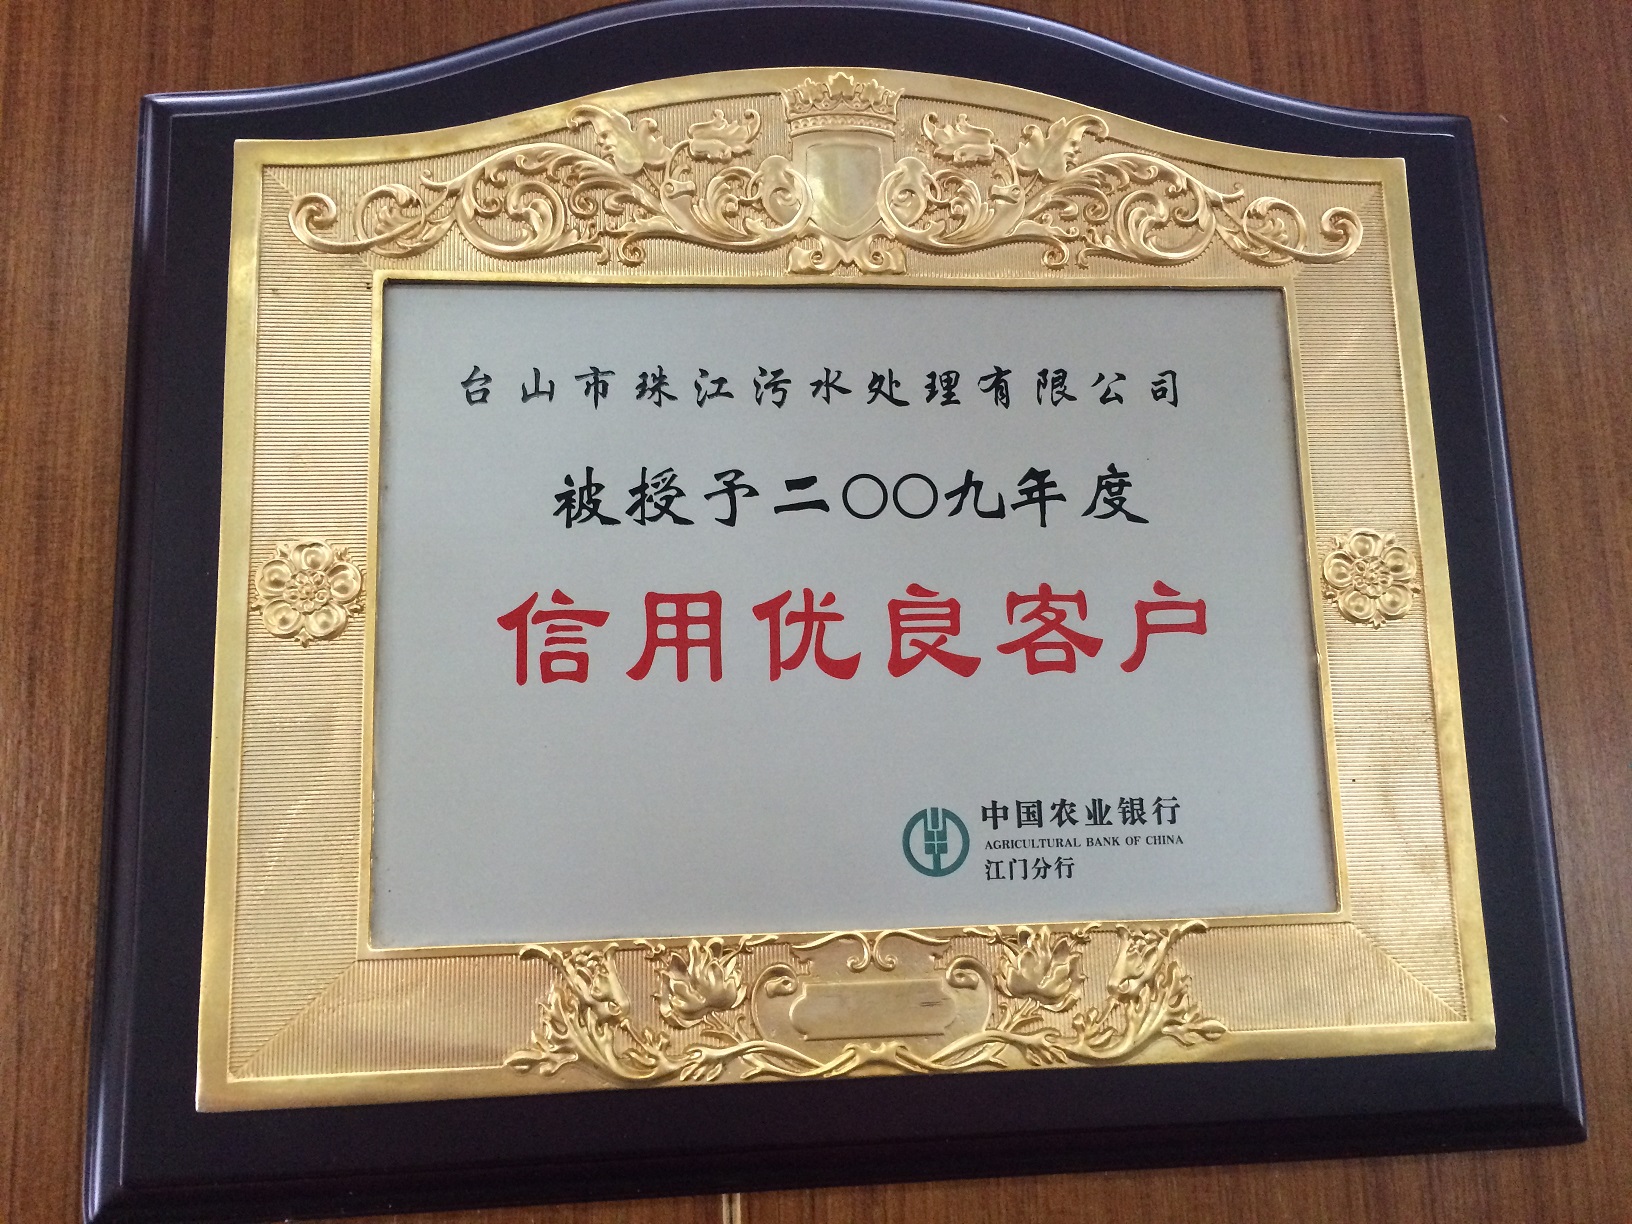 台山市珠江污水处理有限公司
被授予二〇〇九年度
信用优良客户
中国农业银行
AGRICULTURAL BANK OF CHINA
江门分行